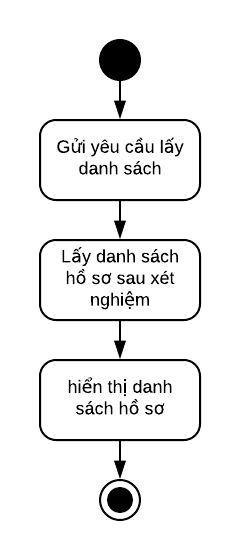 Gửi yêu cầu lấy
danh sách
Lấy danh sách
hồ sơ sau xét
nghiệm
hiển thị danh
sách hồ sơ